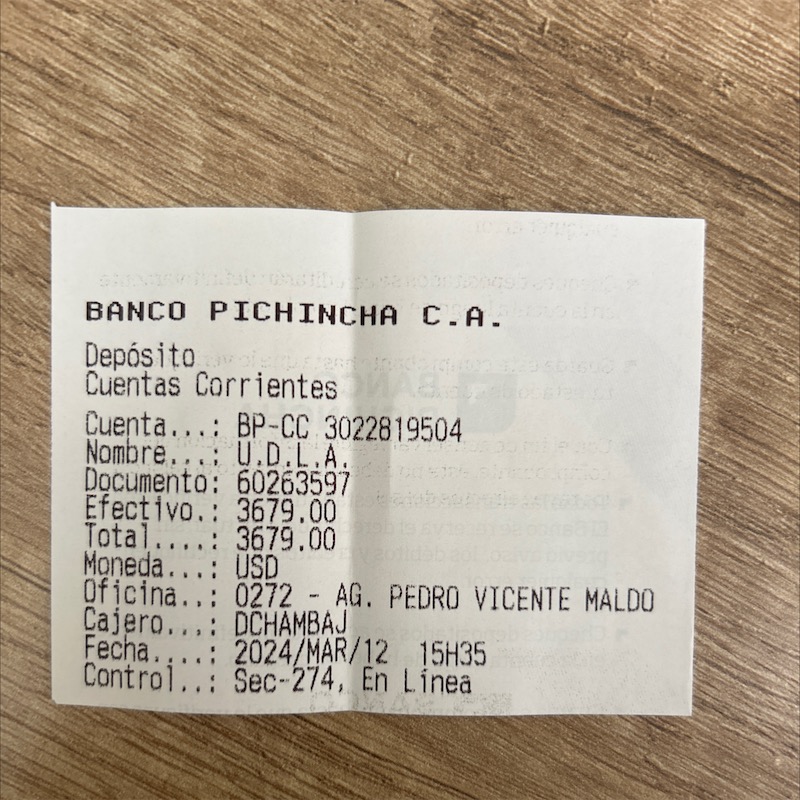 BANCO PICHINCHA C.A.
Depósito
Cuentas Corrientes
Cuenta...: BP-CC 3022819504
Nombre...: U.D.L.A.
Documento: 60263597
Efectivo.: 3679.00
Total....: 3679.00
Moneda...: USD
Oficina..: 0272 - AG. PEDRO VICENTE MALDO
Cajero...: DCHAMBAJ
Fecha....: 2024/MAR/12 15H35
Control..: Sec-274, En Línea